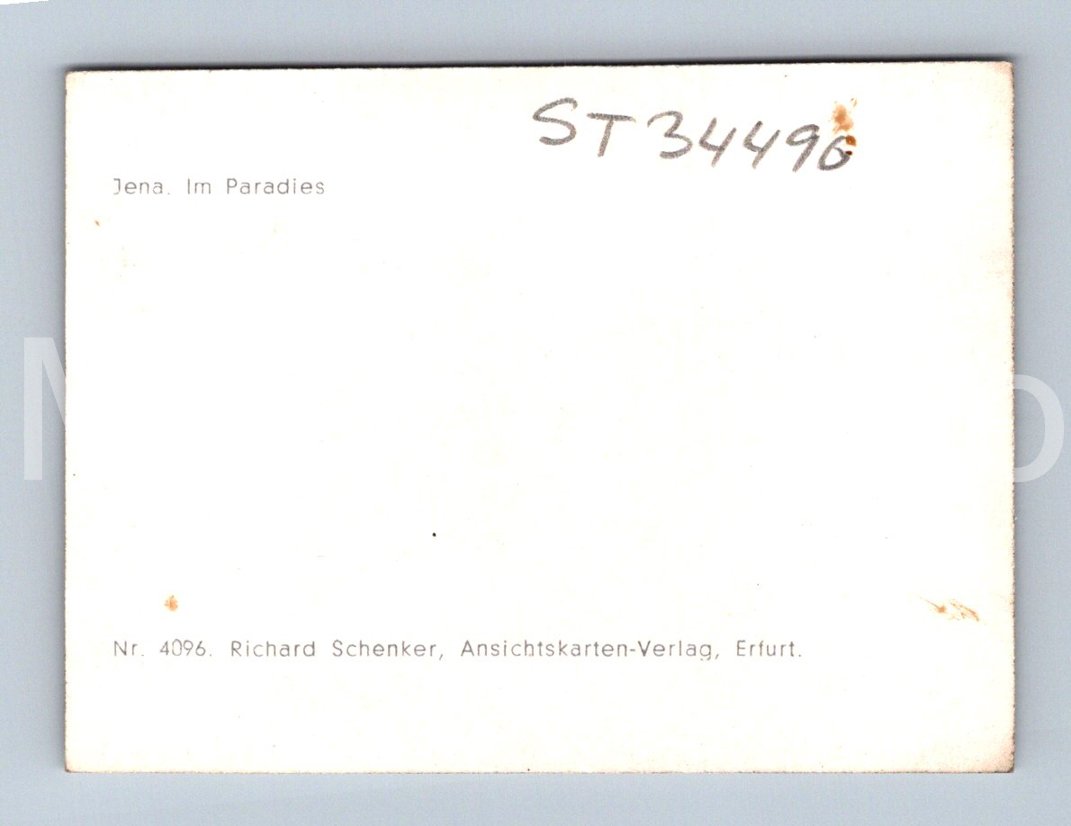 ST34496
Jena. Im Paradies
Nr. 4096. Richard Schenker, Ansichtskarten-Verlag, Erfurt.